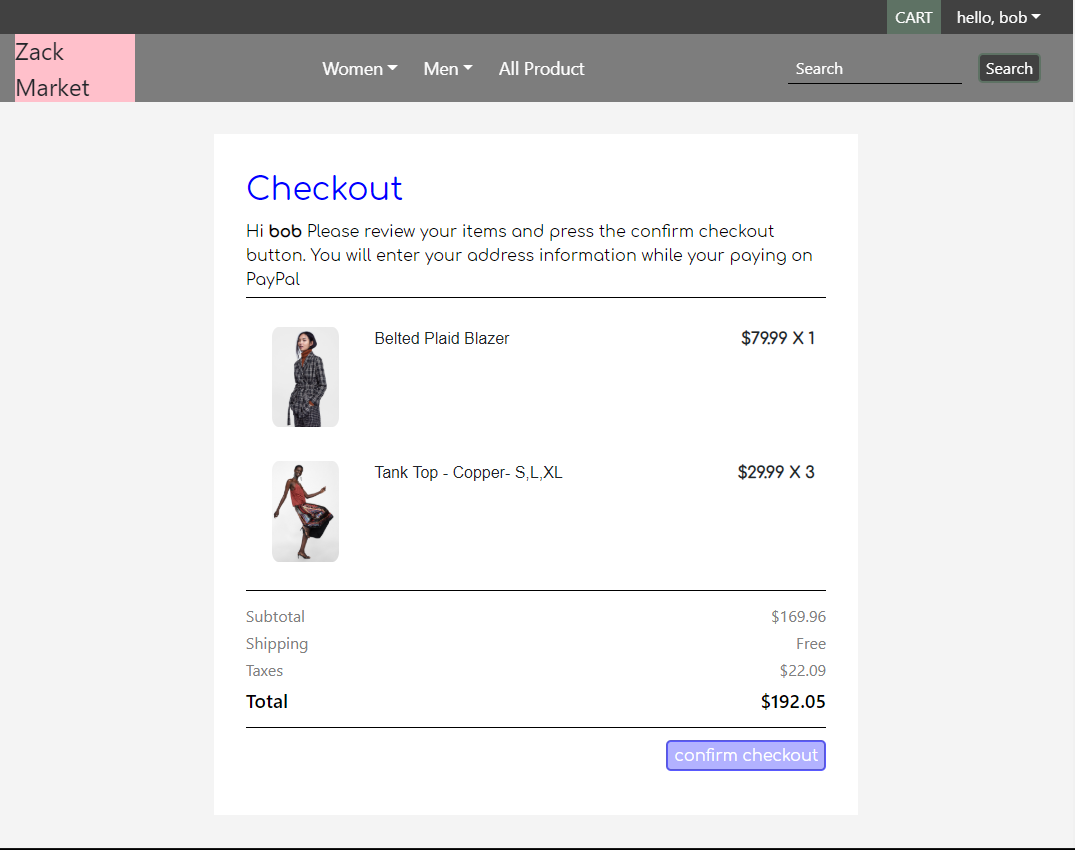 CART hello, bob
Zack
Market
Women Men All Product Search Search
Checkout
Hi bob Please review your items and press the confirm checkout
button. You will enter your address information while your paying on
PayPal
Belted Plaid Blazer $79.99 X 1
Tank Top - Copper- S,L,XL $29.99 X 3
Subtotal $169.96
Shipping Free
Taxes $22.09
Total $192.05
confirm checkout